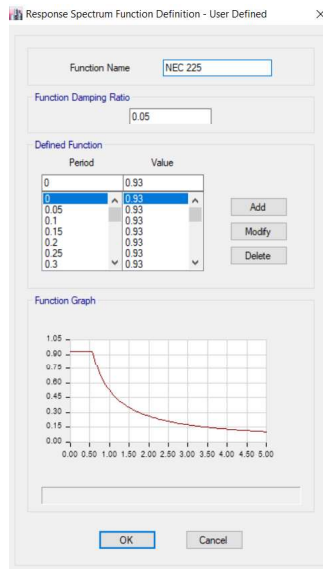 Response Spectrum Function Definition - User Defined
Function Name NEC 225
Function Damping Ratio
0.05
Defined Function
Period Value
0 0.93
0 0.93
0.05 0.93
0.1 0.93
0.15 0.93
0.2 0.93
0.25 0.93
0.3 0.93
Add
Modify
Delete
Function Graph
1.05
0.90
0.75
0.60
0.45
0.30
0.15
0.00
0.00 0.50 1.00 1.50 2.00 2.50 3.00 3.50 4.00 4.50 5.00
OK Cancel